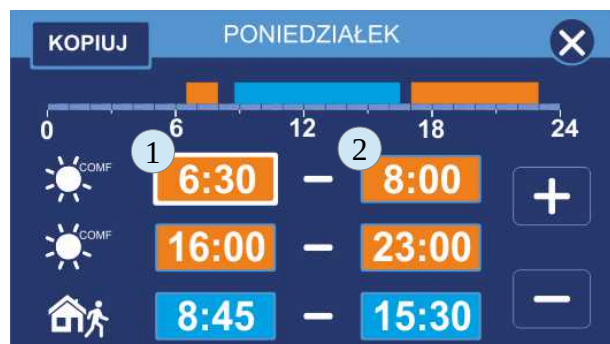 KOPIUJ PONIEDZIAŁEK
0 6 12 18 24
1 2
COMF 6:30 – 8:00 +
COMF 16:00 – 23:00
8:45 – 15:30 –